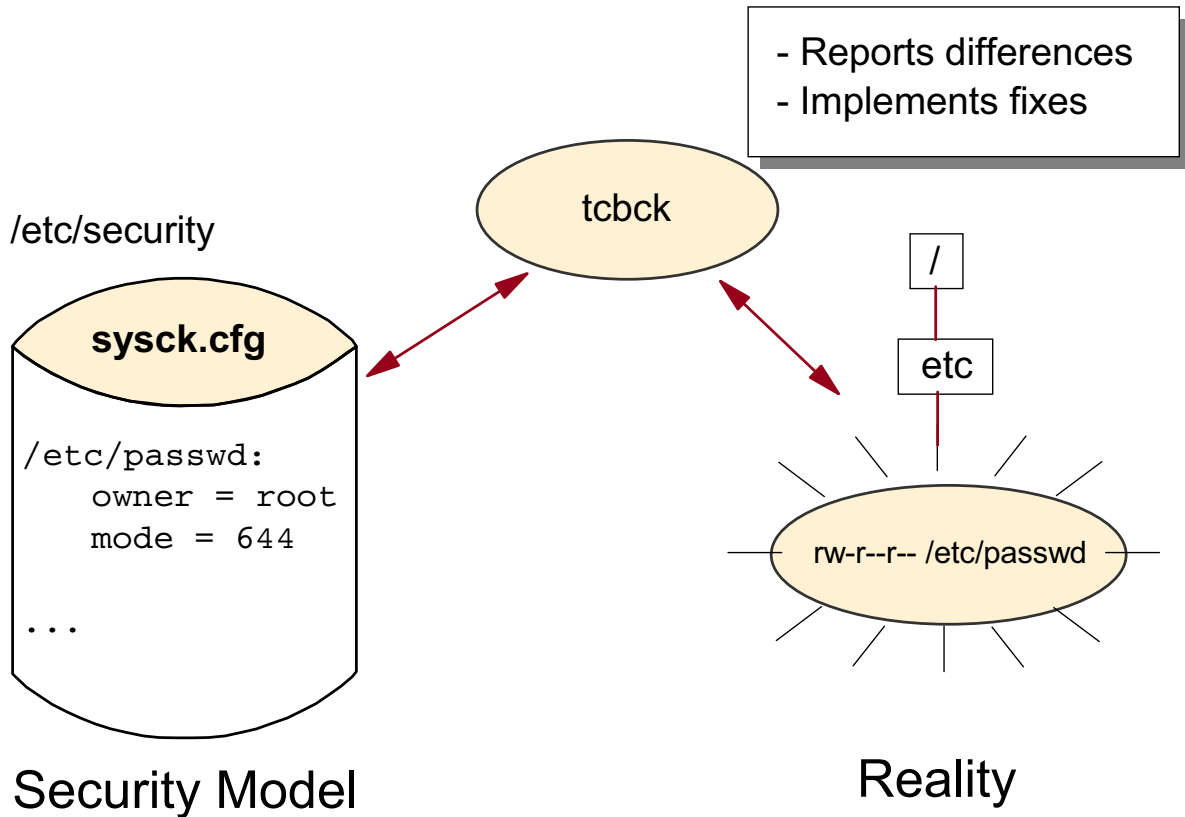 - Reports differences
- Implements fixes
tcbck
/etc/security
sysck.cfg
/etc/passwd:
owner = root
mode = 644
...
/
etc
rw-r--r-- /etc/passwd
Security Model
Reality